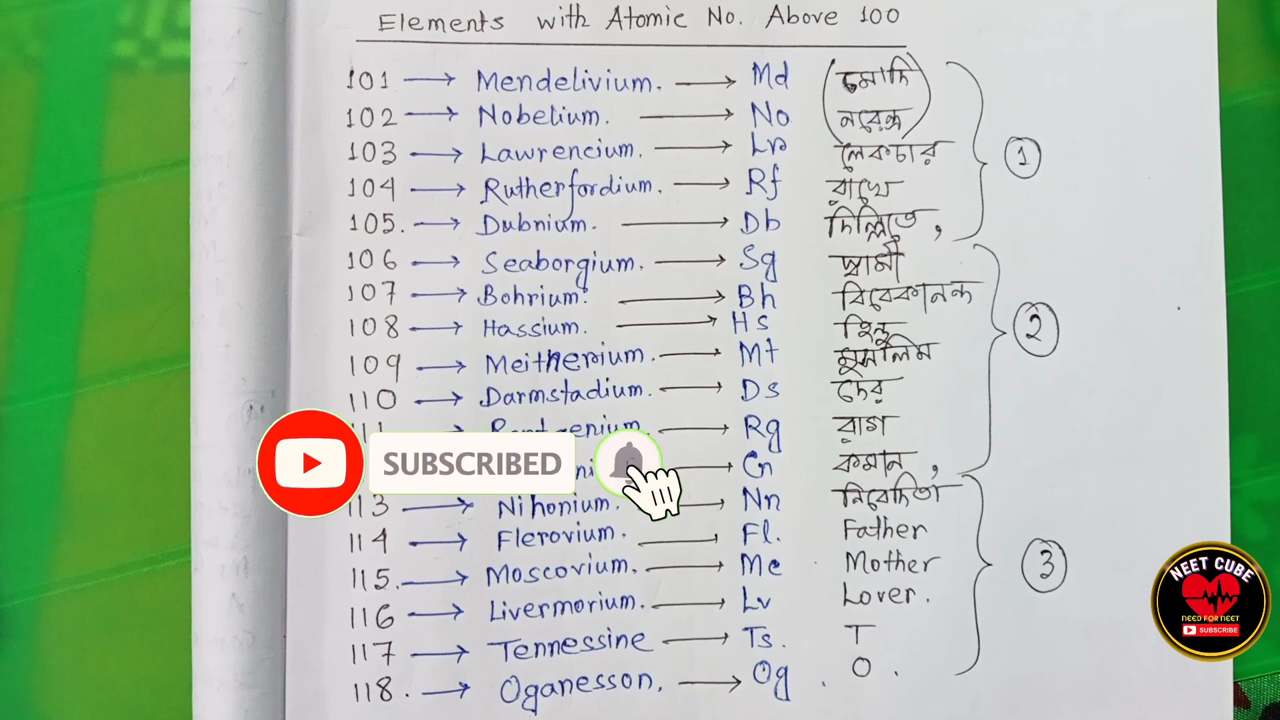 Elements with Atomic No. Above 100
101 → Mendelivium. → Md (মোদি
102 → Nobelium. → No নরেন্দ্র)
103 → Lawrencium. → Lr লেকচার
104 → Rutherfordium. → Rf রাখে
105. → Dubnium. → Db দিল্লিতে,
① 
106 → Seaborgium. → Sg স্বামী
107 → Bohrium. → Bh বিবেকানন্দ
108 → Hassium. → Hs হিন্দু
109 → Meitherium. → Mt মুসলিম
② 
110 → Darmstadium. → Ds দের
111 → Rg রাগ
SUBSCRIBED
→ Cn কমান,
113 → Nihonium. → Nn নিবেদিতা
114 → Flerovium. → Fl. Father
115. → Moscovium. → Mc Mother
③
116 → Livermorium. → Lv Lover.
117 → Tennessine → Ts. T
118. → Oganesson. → Og. O.
NEET CUBE
NEED FOR NEET
SUBSCRIBE